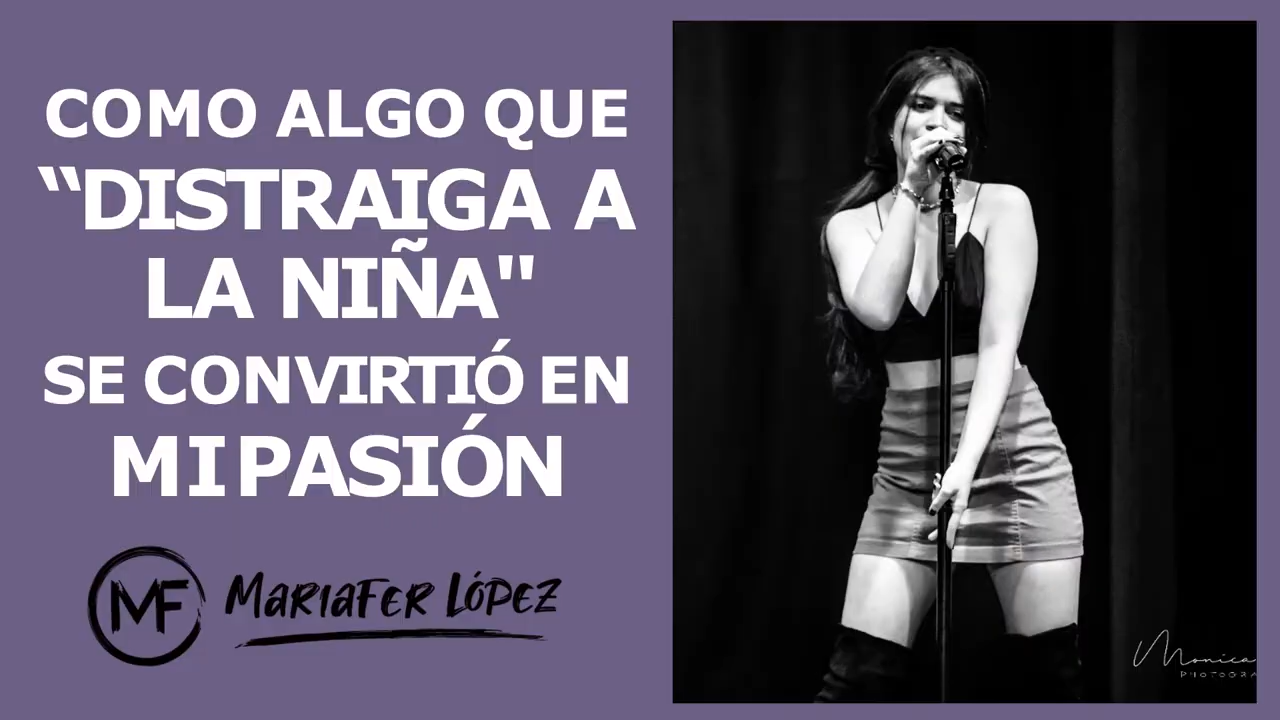 COMO ALGO QUE
“DISTRAIGA A
LA NIÑA"
SE CONVIRTIÓ EN
MI PASIÓN
MF
MARIAFER LÓPEZ
Monica